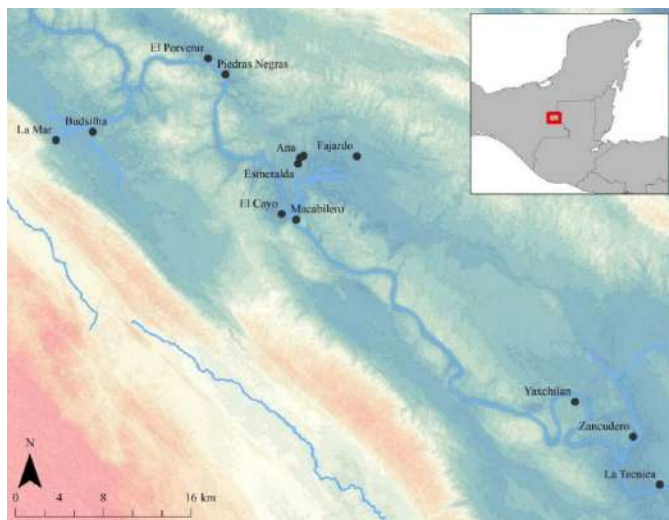 El Porvenir
Piedras Negras
Budsilha
La Mar
Ana
Fajardo
Esmeralda
El Cayo
Macabilero
Yaxchilan
Zancudero
La Tecnica
N
0 4 8 16 km